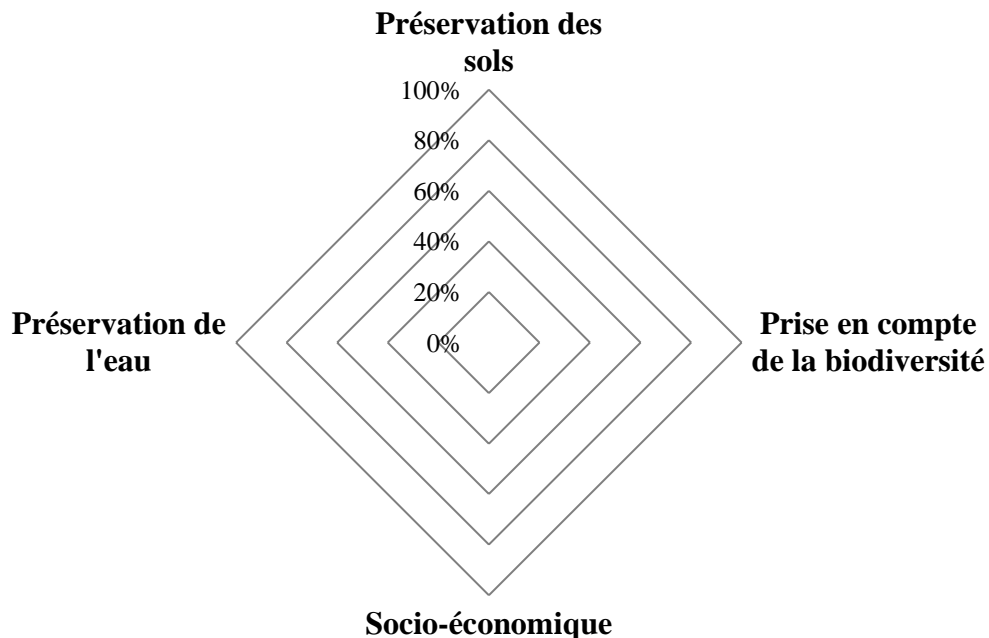 Préservation des
sols
100%
80%
60%
40%
20%
0%
Préservation de
l'eau
Prise en compte
de la biodiversité
Socio-économique